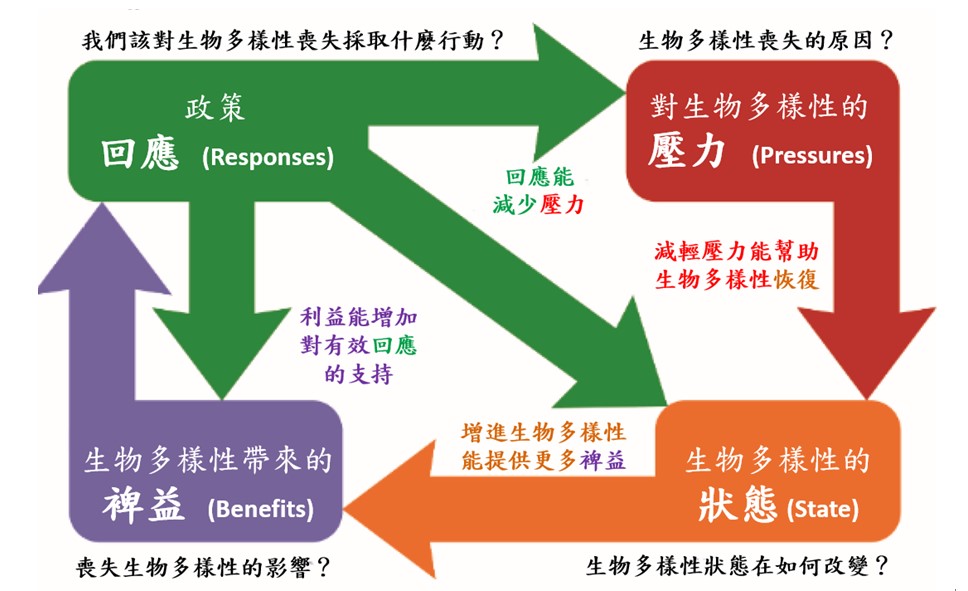 我們該對生物多樣性喪失採取什麼行動？
生物多樣性喪失的原因？
政策
回應 (Responses)
對生物多樣性的
壓力 (Pressures)
回應能
減少壓力
減輕壓力能幫助
生物多樣性恢復
利益能增加
對有效回應
的支持
增進生物多樣性
能提供更多裨益
生物多樣性帶來的
裨益 (Benefits)
生物多樣性的
狀態 (State)
喪失生物多樣性的影響？
生物多樣性狀態在如何改變？